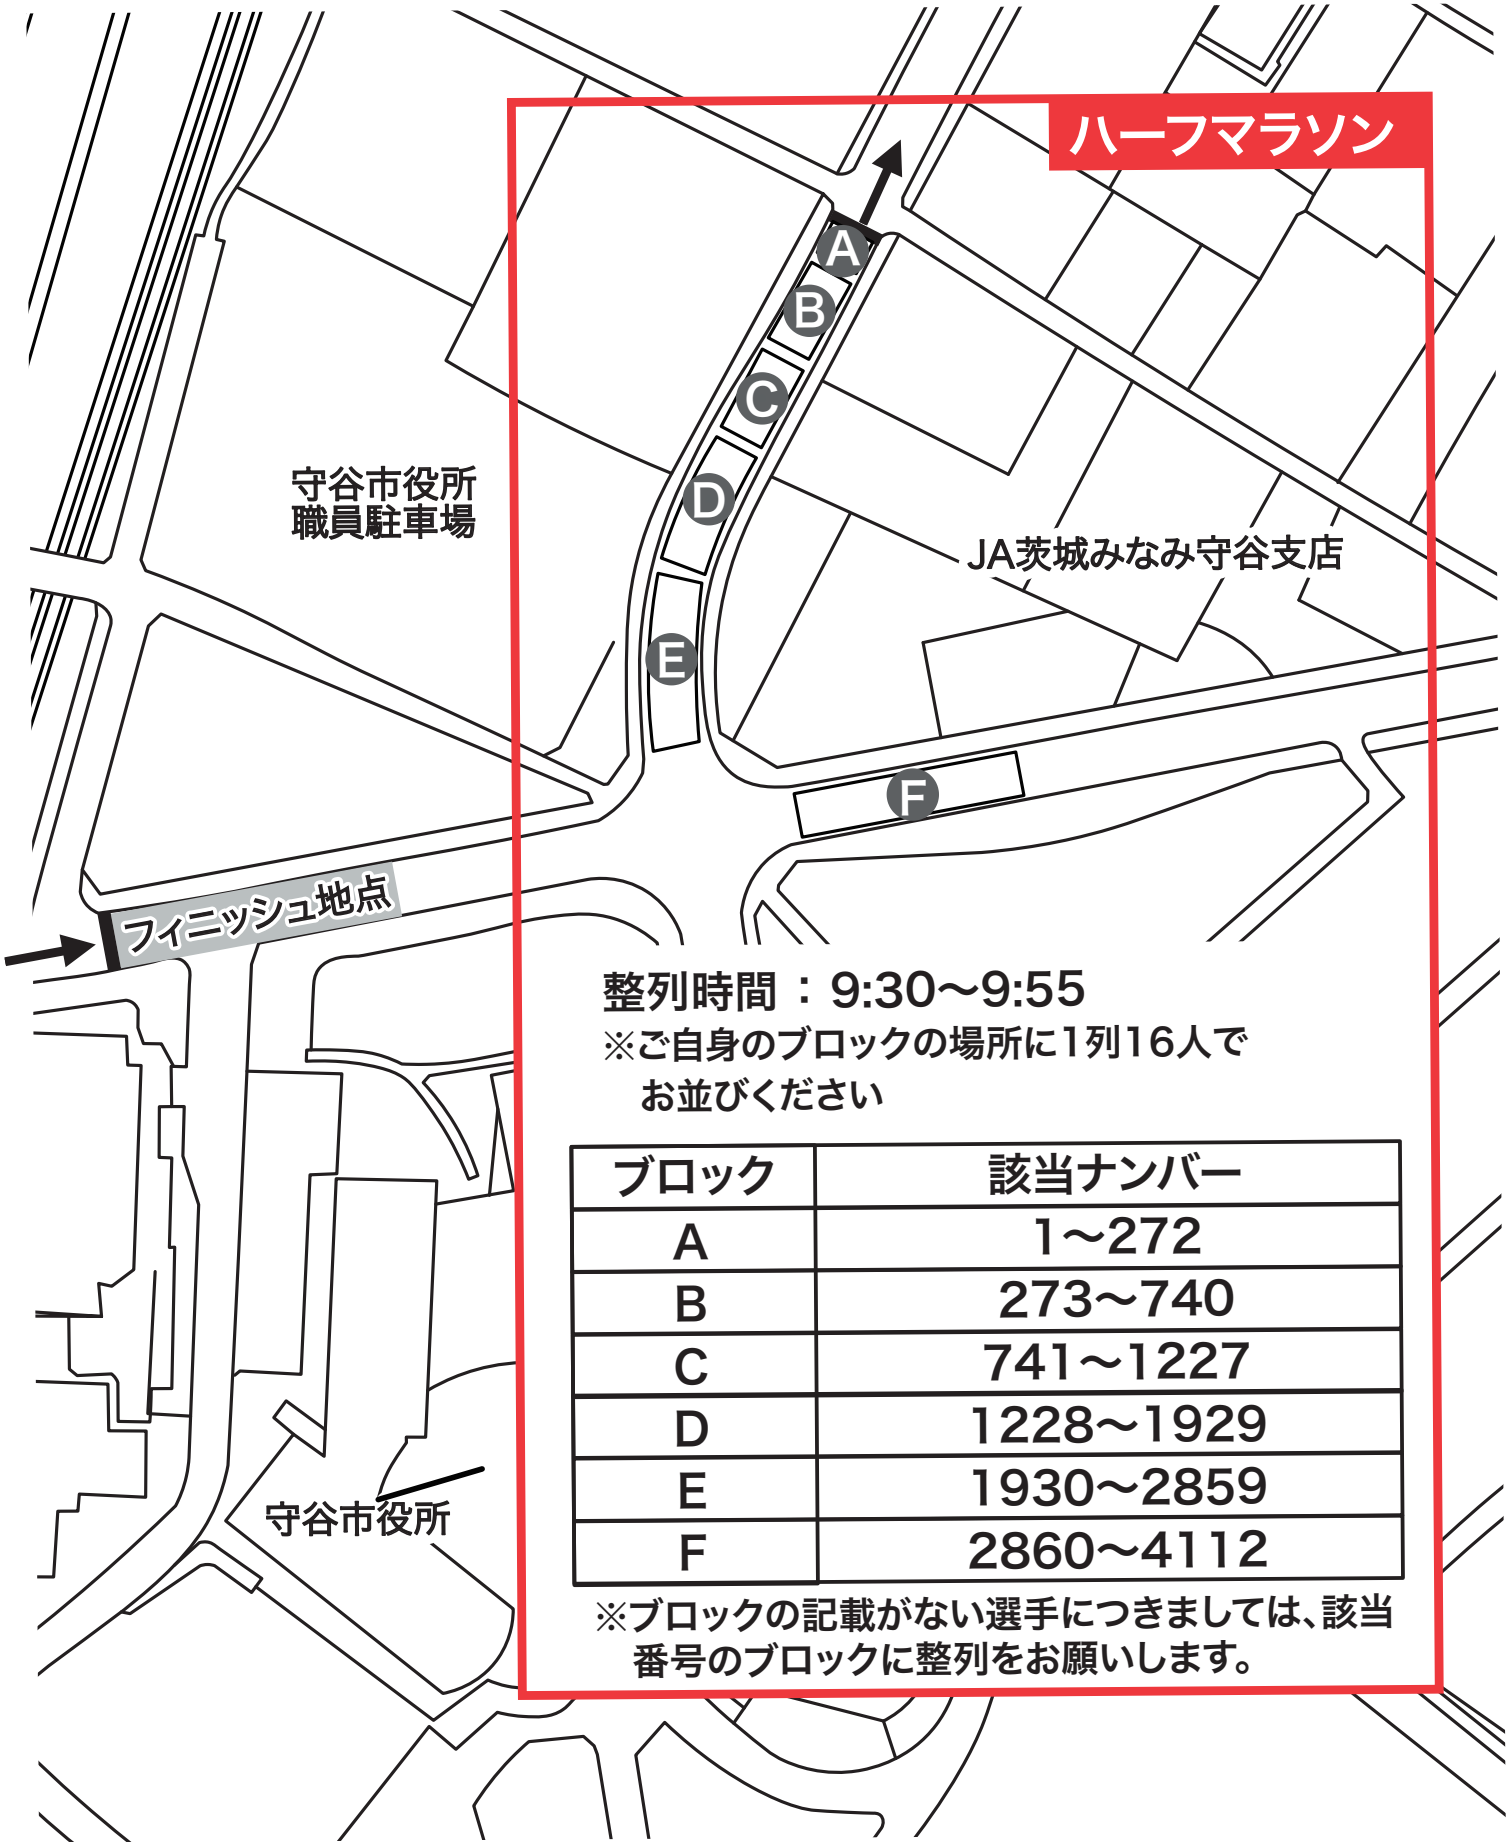 ハーフマラソン
A
B
C
D
E
F
守谷市役所
職員駐車場
JA茨城みなみ守谷支店
フィニッシュ地点
整列時間：9:30〜9:55
※ご自身のブロックの場所に1列16人で
お並びください
ブロック 該当ナンバー
A 1〜272
B 273〜740
C 741〜1227
D 1228〜1929
E 1930〜2859
F 2860〜4112
※ブロックの記載がない選手につきましては、該当
番号のブロックに整列をお願いします。
守谷市役所